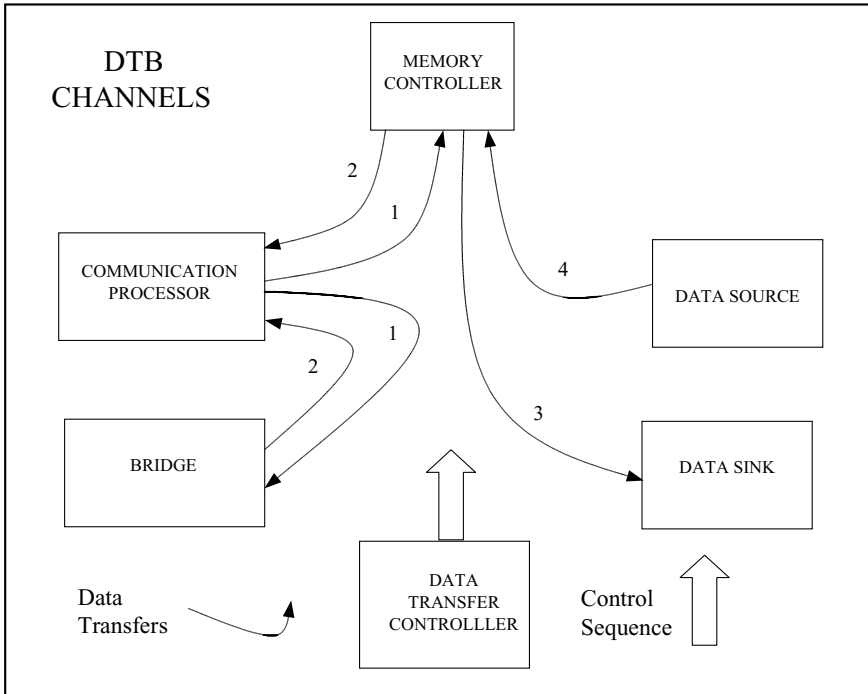 DTB
CHANNELS
MEMORY
CONTROLLER
2
1
COMMUNICATION
PROCESSOR
4
DATA SOURCE
1
2
3
BRIDGE
DATA SINK
DATA
TRANSFER
CONTROLLLER
Data
Transfers
Control
Sequence